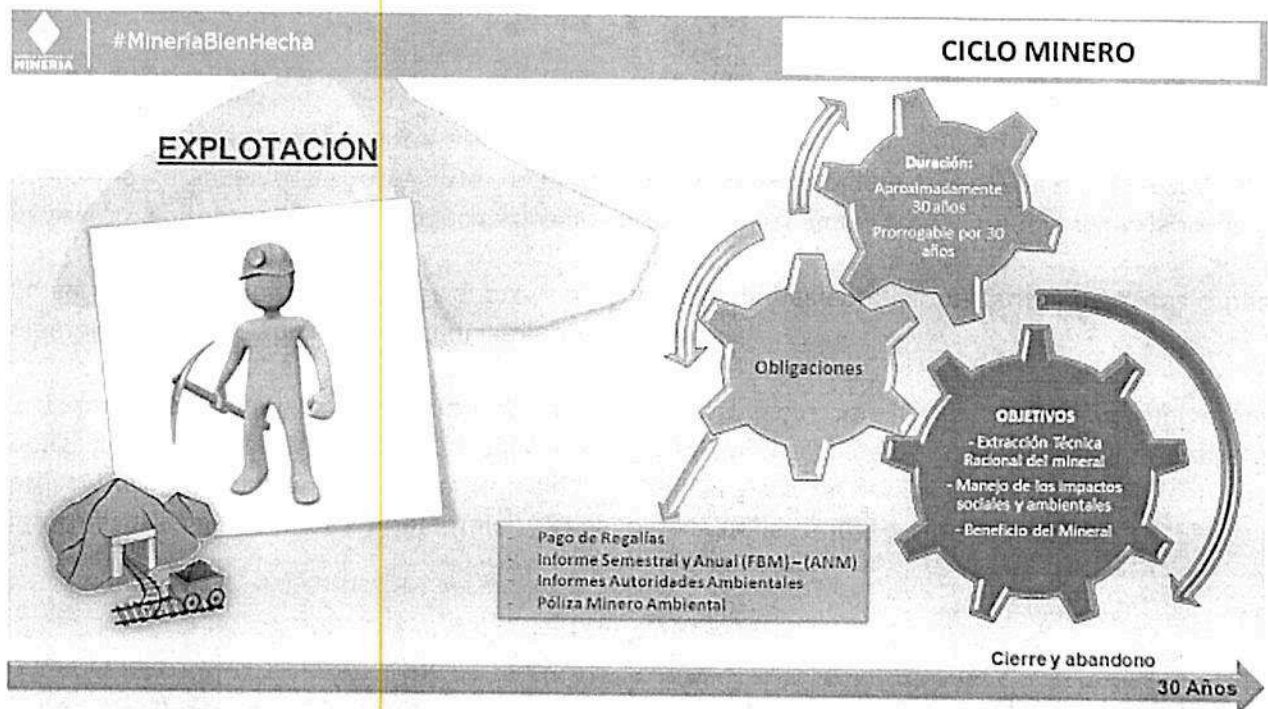 MINERÍA
#MineríaBienHecha
CICLO MINERO
EXPLOTACIÓN
Duración:
Aproximadamente
30 años
Prorrogable por 30
años
Obligaciones
OBJETIVOS
- Extracción Técnica
Racional del mineral
- Manejo de los impactos
sociales y ambientales
- Beneficio del Mineral
- Pago de Regalías
- Informe Semestral y Anual (FBM) – (ANM)
- Informes Autoridades Ambientales
- Póliza Minero Ambiental
Cierre y abandono
30 Años